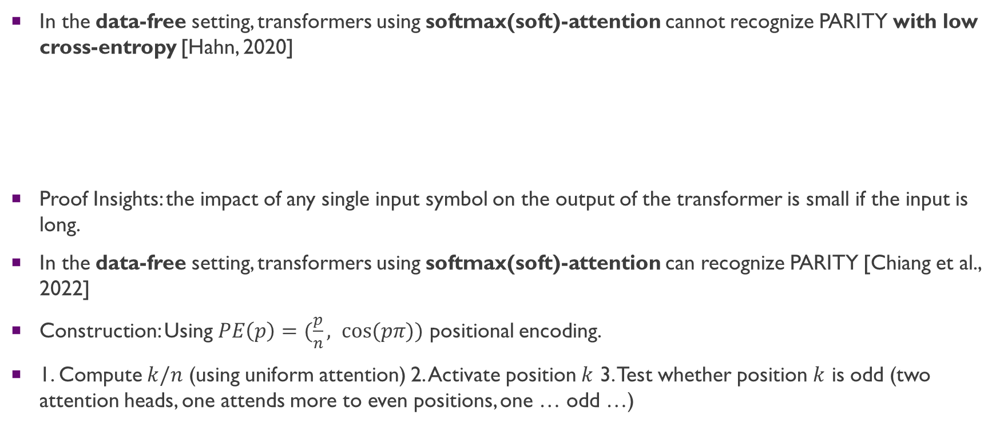 ▪ In the data-free setting, transformers using softmax(soft)-attention cannot recognize PARITY with low
cross-entropy [Hahn, 2020]
▪ Proof Insights: the impact of any single input symbol on the output of the transformer is small if the input is
long.
▪ In the data-free setting, transformers using softmax(soft)-attention can recognize PARITY [Chiang et al.,
2022]
▪ Construction: Using PE(p) = (p/n, cos(pπ)) positional encoding.
▪ 1. Compute k/n (using uniform attention) 2. Activate position k 3. Test whether position k is odd (two
attention heads, one attends more to even positions, one … odd …)